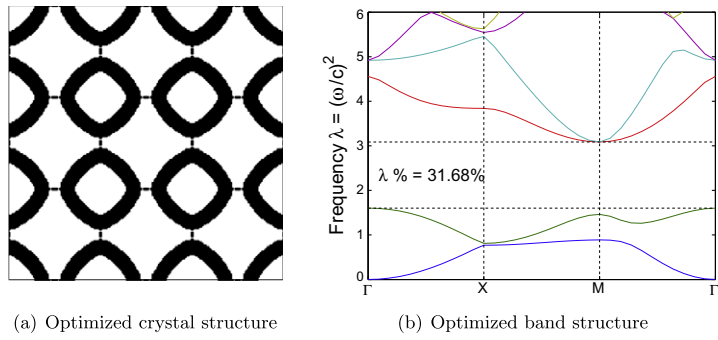 6
5
4
3
2
1
0
Frequency λ = (ω/c)²
λ % = 31.68%
Γ X M Γ
(a) Optimized crystal structure
(b) Optimized band structure